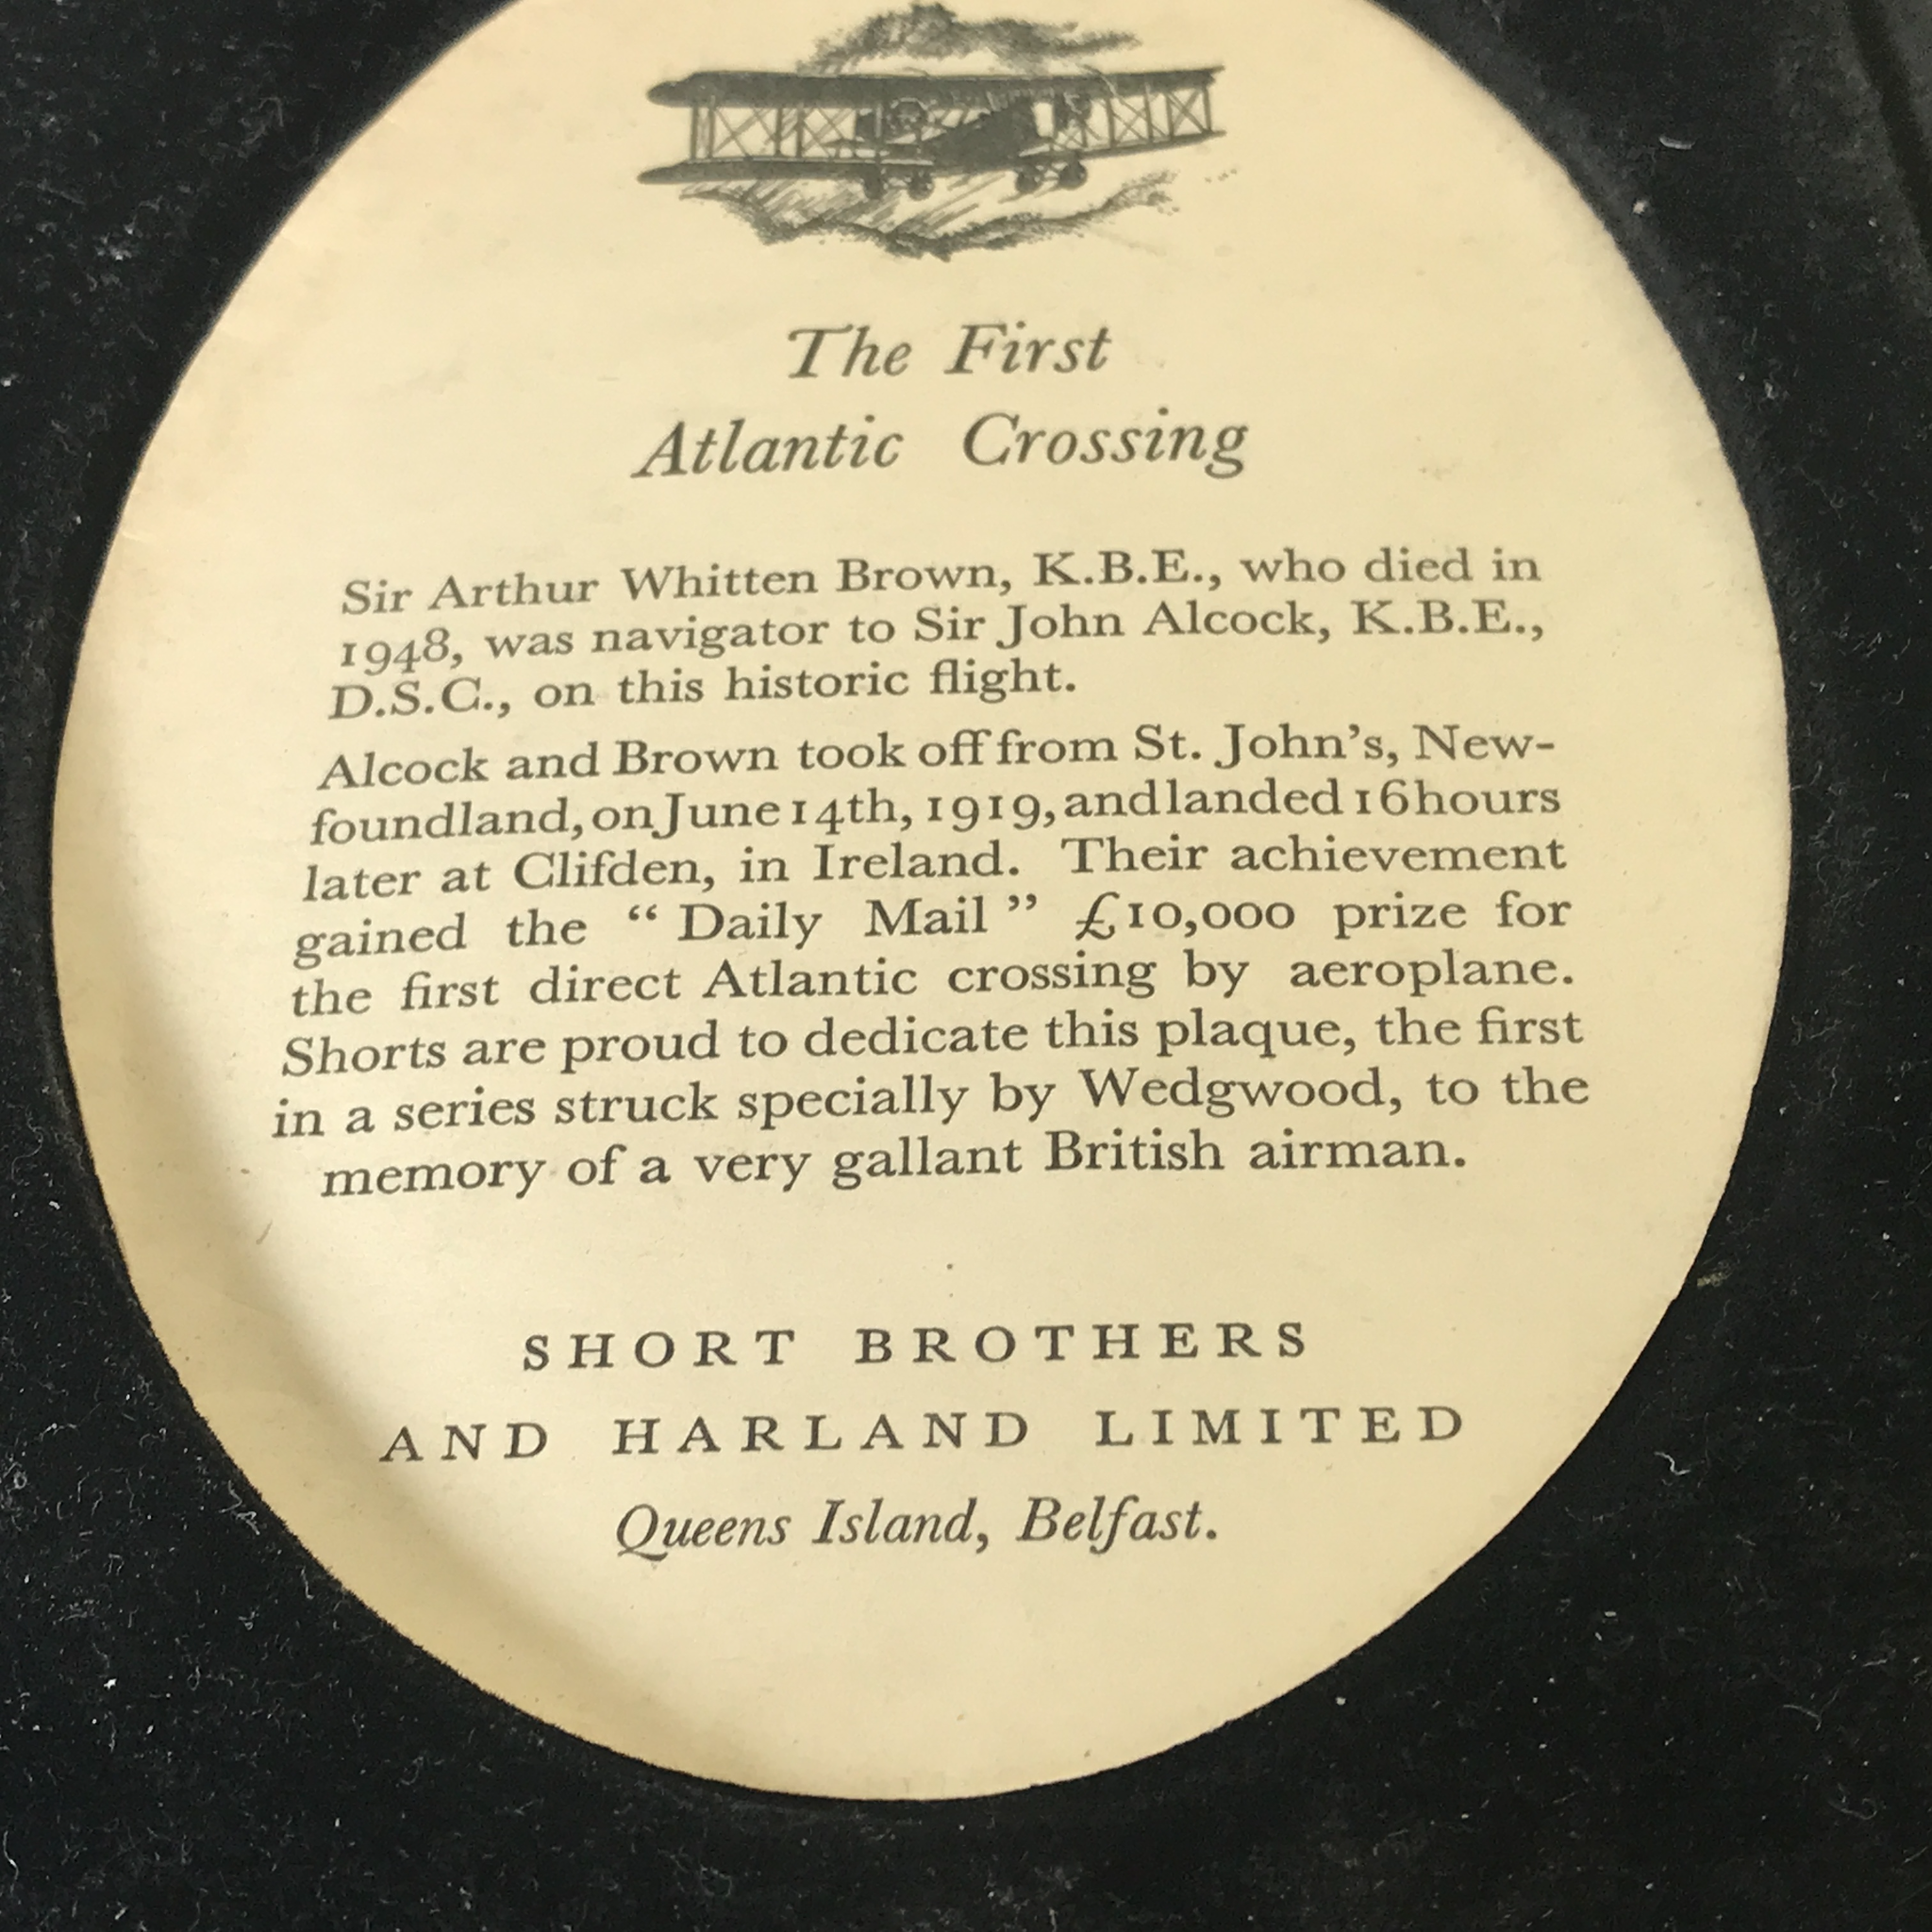 The First
Atlantic Crossing
Sir Arthur Whitten Brown, K.B.E., who died in
1948, was navigator to Sir John Alcock, K.B.E.,
D.S.C., on this historic flight.
Alcock and Brown took off from St. John's, New-
foundland, on June 14th, 1919, and landed 16 hours
later at Clifden, in Ireland. Their achievement
gained the “ Daily Mail ” £10,000 prize for
the first direct Atlantic crossing by aeroplane.
Shorts are proud to dedicate this plaque, the first
in a series struck specially by Wedgwood, to the
memory of a very gallant British airman.
SHORT BROTHERS
AND HARLAND LIMITED
Queens Island, Belfast.